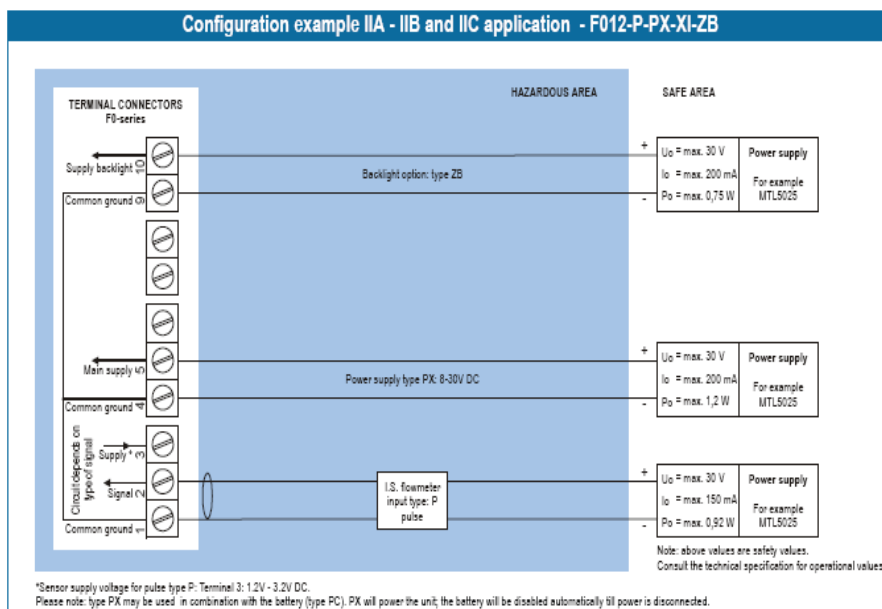 Configuration example IIA - IIB and IIC application - F012-P-PX-XI-ZB
HAZARDOUS AREA
SAFE AREA
TERMINAL CONNECTORS
F0-series
Supply backlight 10
Common ground 9
Backlight option: type ZB
+
-
Uo = max. 30 V
Io = max. 200 mA
Po = max. 0,75 W
Power supply
For example
MTL5025
Main supply 5
Common ground 4
Power supply type PX: 8-30V DC
+
-
Uo = max. 30 V
Io = max. 200 mA
Po = max. 1,2 W
Power supply
For example
MTL5025
Circuit depends on
type of signal
Supply * 3
Signal 2
Common ground 1
I.S. flowmeter
input type: P
pulse
+
-
Uo = max. 30 V
Io = max. 150 mA
Po = max. 0,92 W
Power supply
For example
MTL5025
Note: above values are safety values.
Consult the technical specification for operational values
*Sensor supply voltage for pulse type P: Terminal 3: 1.2V - 3.2V DC.
Please note: type PX may be used in combination with the battery (type PC). PX will power the unit; the battery will be disabled automatically till power is disconnected.